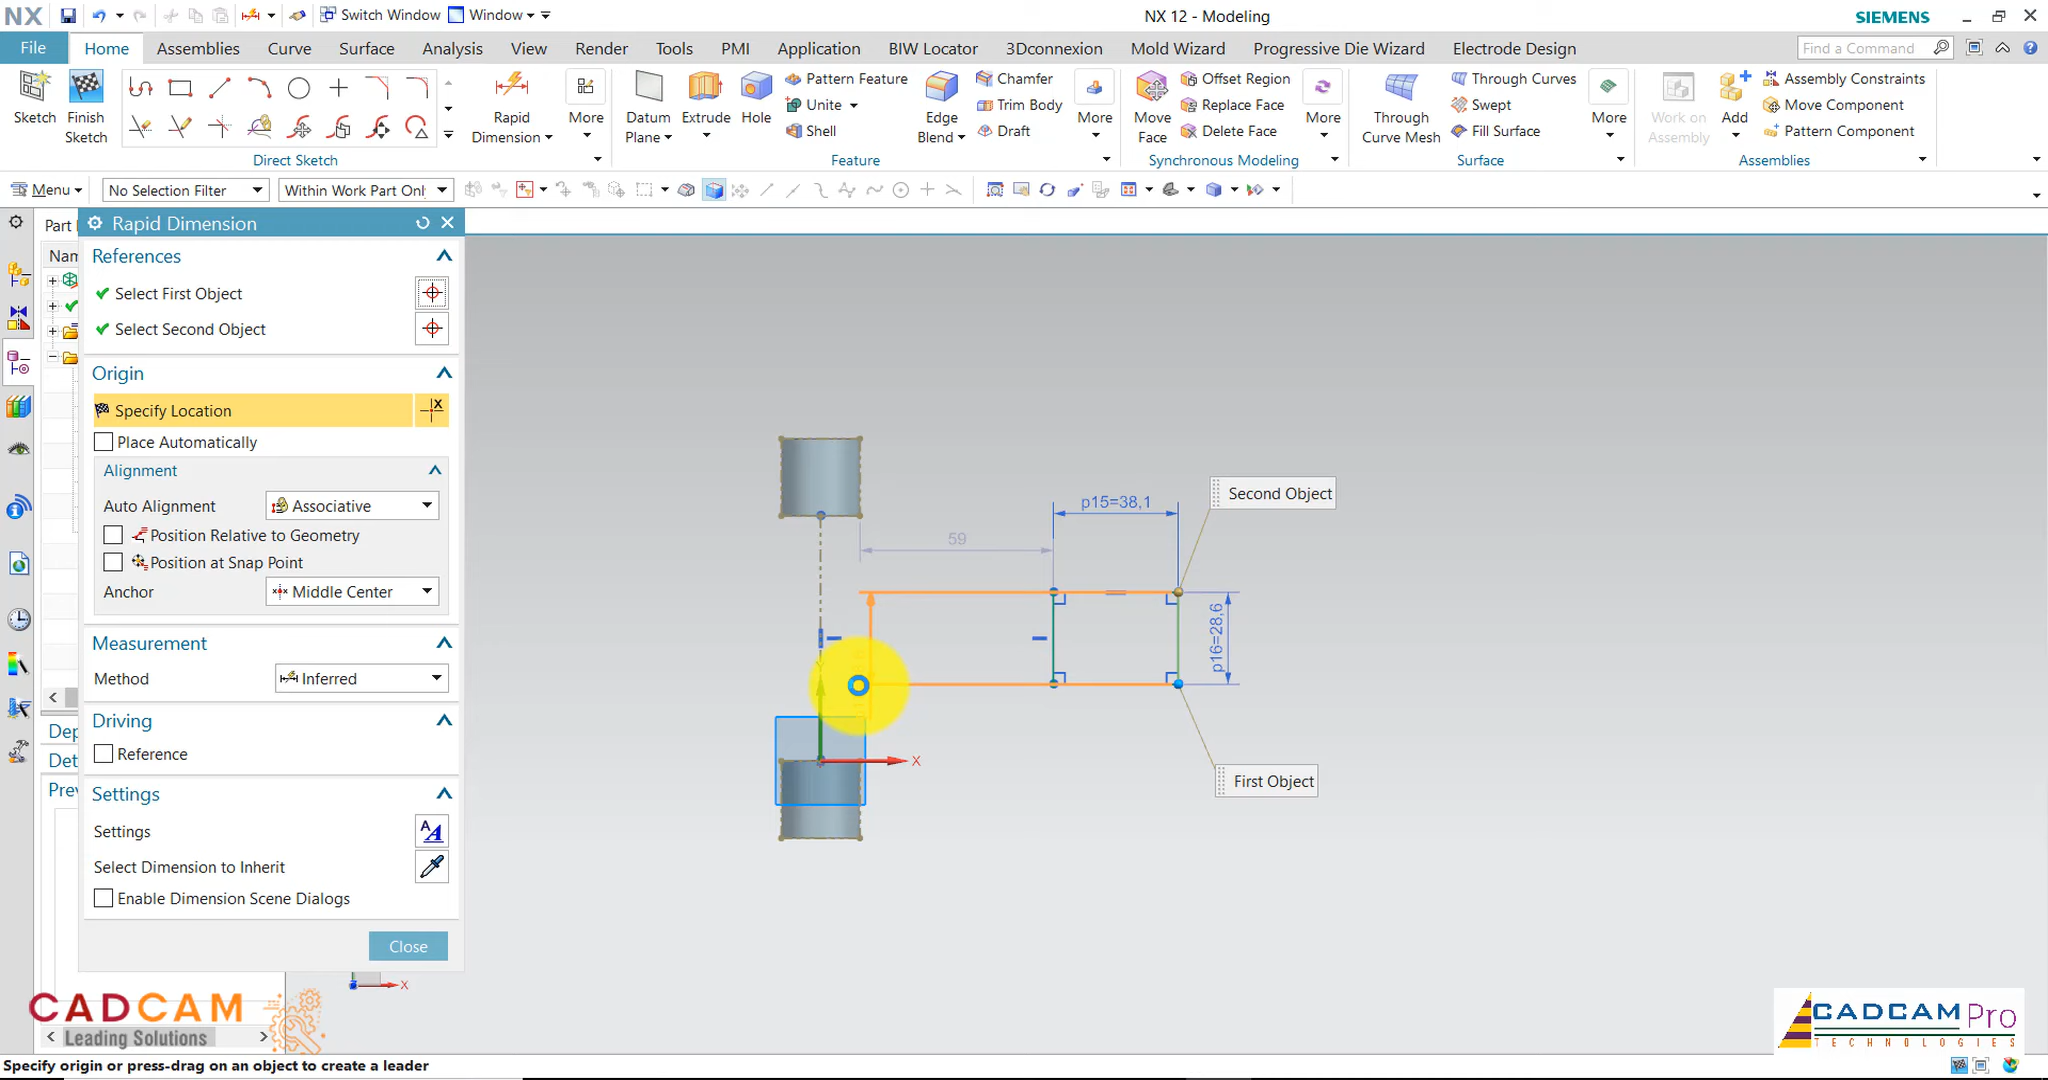 NX
Switch Window
Window
NX 12 - Modeling
SIEMENS
File
Home
Assemblies
Curve
Surface
Analysis
View
Render
Tools
PMI
Application
BIW Locator
3Dconnexion
Mold Wizard
Progressive Die Wizard
Electrode Design
Find a Command
Sketch
Finish Sketch
Direct Sketch
Rapid Dimension
More
Datum Plane
Extrude
Hole
Pattern Feature
Unite
Shell
Edge Blend
Chamfer
Trim Body
Draft
More
Feature
Move Face
Offset Region
Replace Face
Delete Face
More
Synchronous Modeling
Through Curve Mesh
Through Curves
Swept
Fill Surface
More
Surface
Work on Assembly
Add
Assembly Constraints
Move Component
Pattern Component
Assemblies
Menu
No Selection Filter
Within Work Part Onl
Part
Nam
Rapid Dimension
References
Select First Object
Select Second Object
Origin
Specify Location
Place Automatically
Alignment
Auto Alignment
Associative
Position Relative to Geometry
Position at Snap Point
Anchor
Middle Center
Measurement
Method
Inferred
Driving
Reference
Settings
Settings
Select Dimension to Inherit
Enable Dimension Scene Dialogs
Close
Dep
Det
Prev
Second Object
p15=38,1
59
p16=28,6
First Object
X
X
CADCAM
Leading Solutions
CADCAM Pro
TECHNOLOGIES
Specify origin or press-drag on an object to create a leader